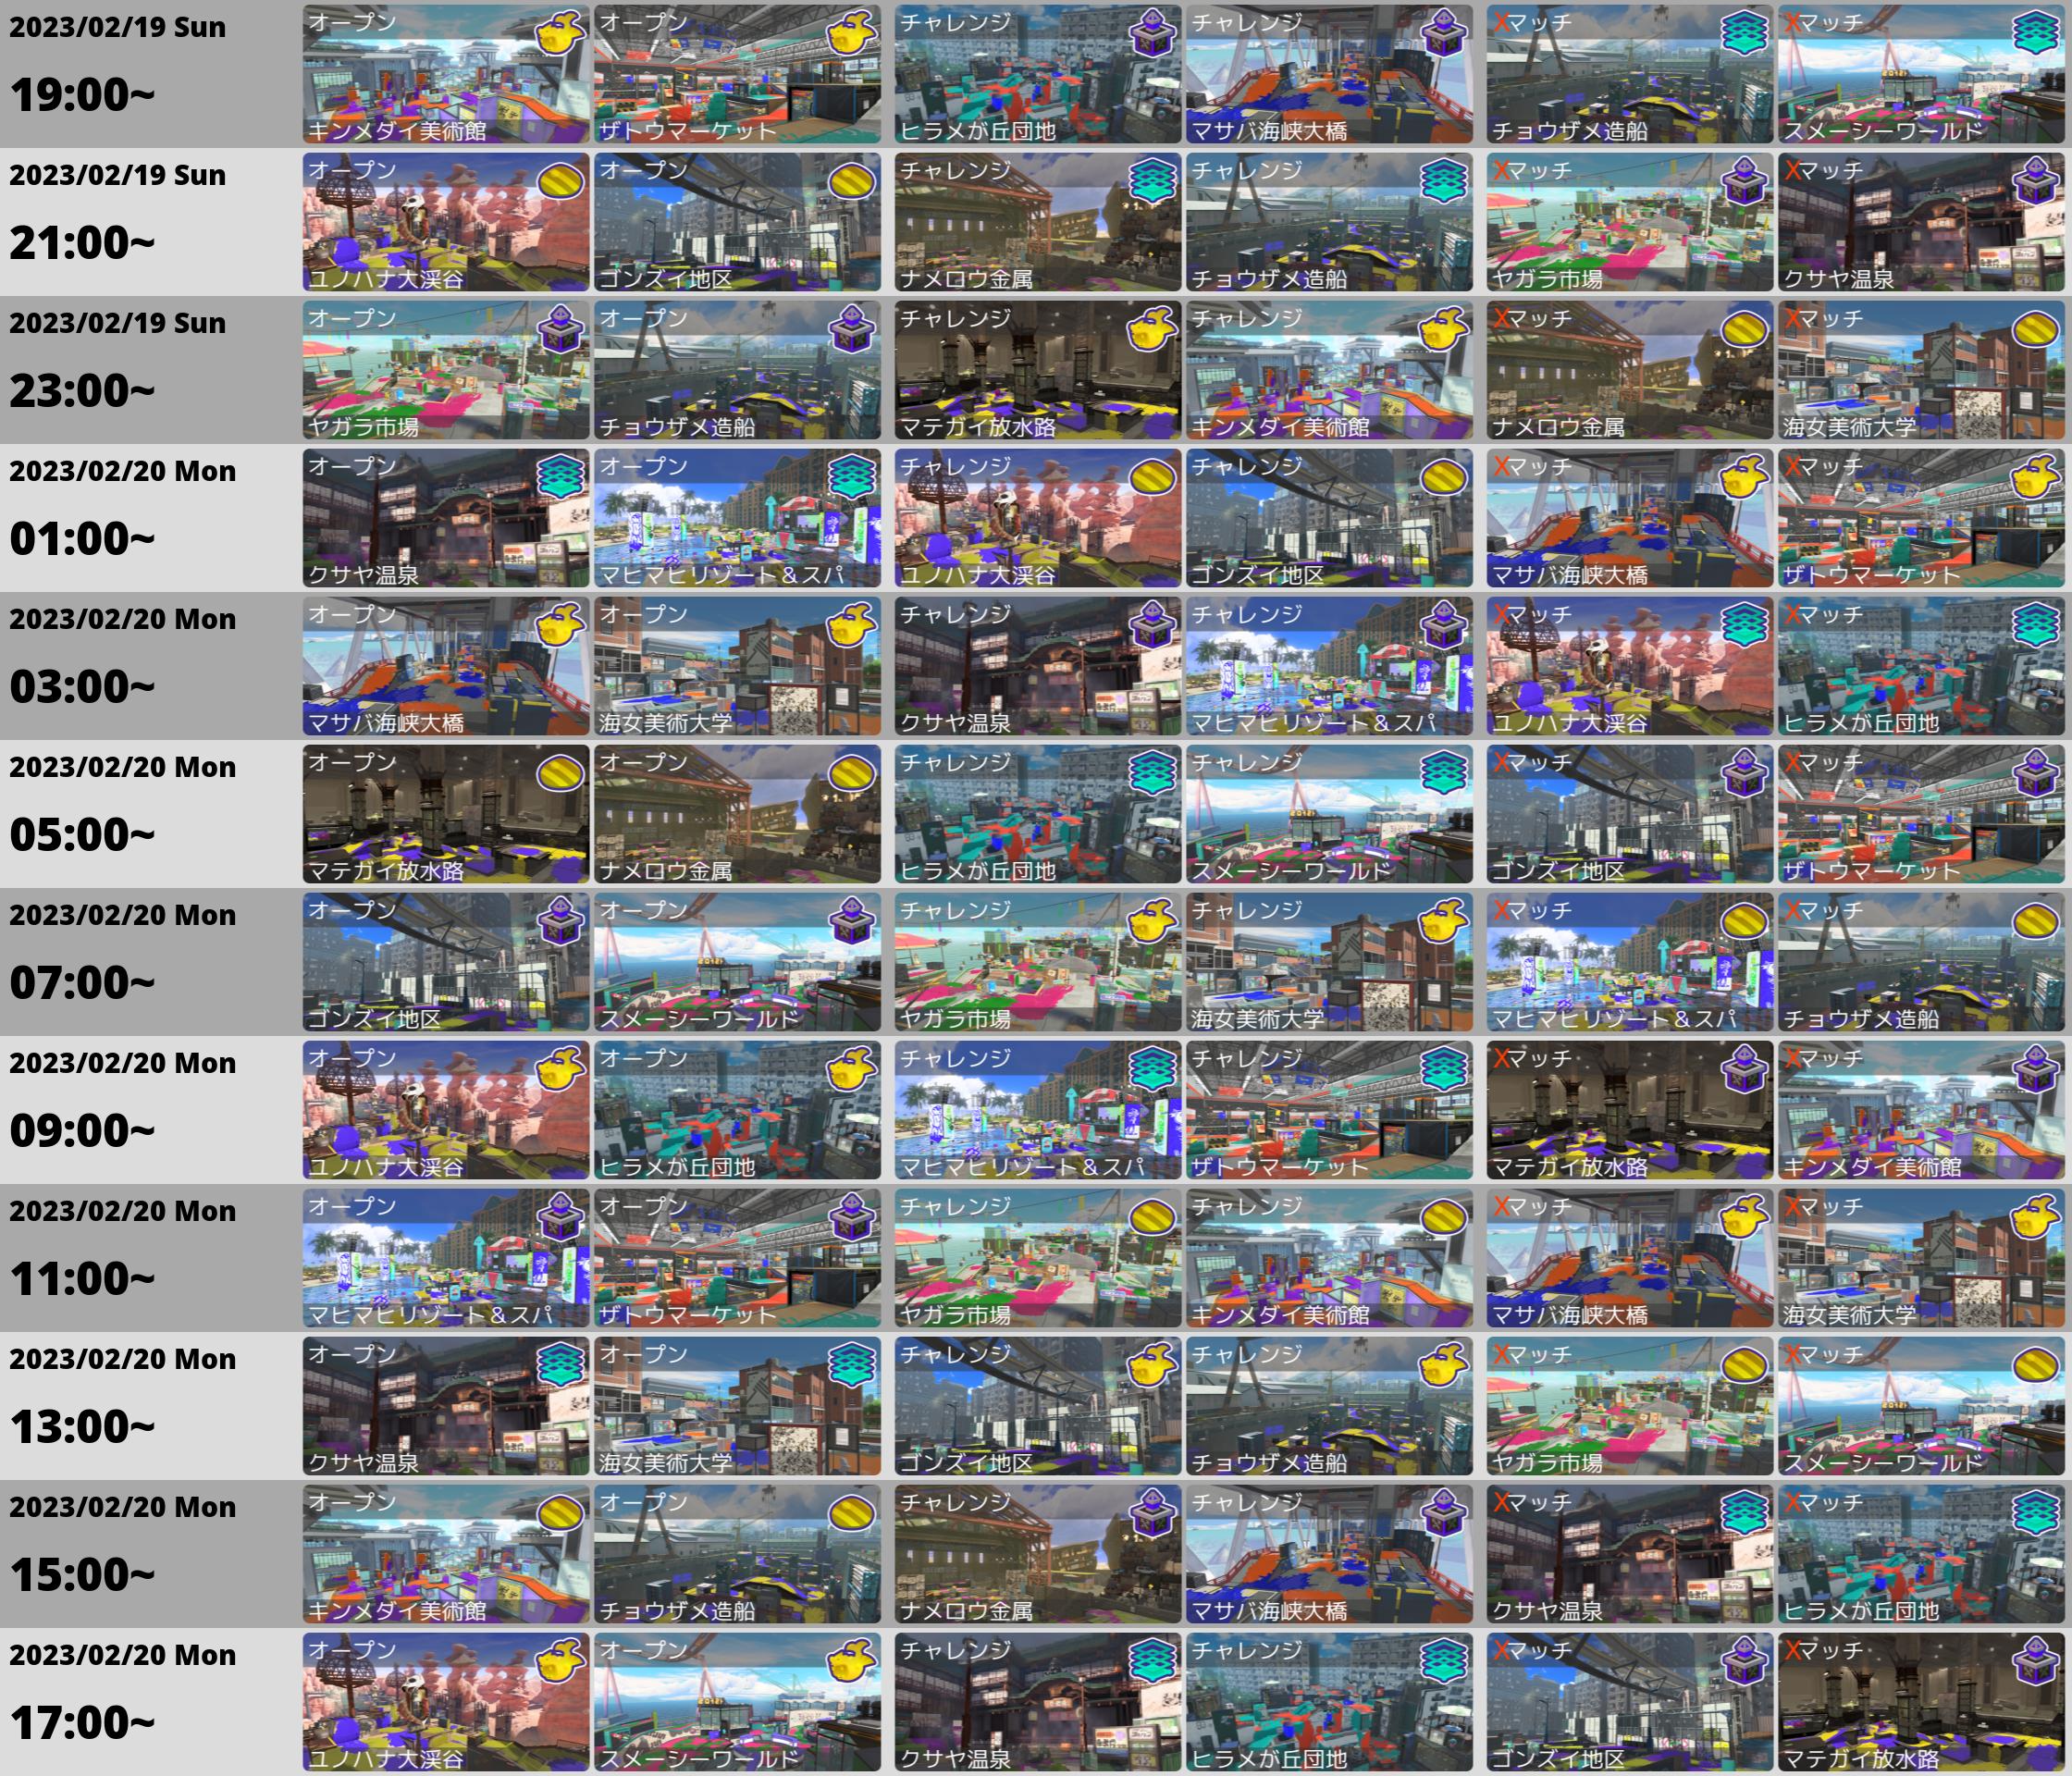 2023/02/19 Sun
19:00~
オープン
キンメダイ美術館
オープン
ザトウマーケット
チャレンジ
ヒラメが丘団地
チャレンジ
マサバ海峡大橋
Xマッチ
チョウザメ造船
Xマッチ
スメーシーワールド
2023/02/19 Sun
21:00~
オープン
ユノハナ大渓谷
オープン
ゴンズイ地区
チャレンジ
ナメロウ金属
チャレンジ
チョウザメ造船
Xマッチ
ヤガラ市場
Xマッチ
クサヤ温泉
2023/02/19 Sun
23:00~
オープン
ヤガラ市場
オープン
チョウザメ造船
チャレンジ
マテガイ放水路
チャレンジ
キンメダイ美術館
Xマッチ
ナメロウ金属
Xマッチ
海女美術大学
2023/02/20 Mon
01:00~
オープン
クサヤ温泉
オープン
マヒマヒリゾート＆スパ
チャレンジ
ユノハナ大渓谷
チャレンジ
ゴンズイ地区
Xマッチ
マサバ海峡大橋
Xマッチ
ザトウマーケット
2023/02/20 Mon
03:00~
オープン
マサバ海峡大橋
オープン
海女美術大学
チャレンジ
クサヤ温泉
チャレンジ
マヒマヒリゾート＆スパ
Xマッチ
ユノハナ大渓谷
Xマッチ
ヒラメが丘団地
2023/02/20 Mon
05:00~
オープン
マテガイ放水路
オープン
ナメロウ金属
チャレンジ
ヒラメが丘団地
チャレンジ
スメーシーワールド
Xマッチ
ゴンズイ地区
Xマッチ
ザトウマーケット
2023/02/20 Mon
07:00~
オープン
ゴンズイ地区
オープン
スメーシーワールド
チャレンジ
ヤガラ市場
チャレンジ
海女美術大学
Xマッチ
マヒマヒリゾート＆スパ
Xマッチ
チョウザメ造船
2023/02/20 Mon
09:00~
オープン
ユノハナ大渓谷
オープン
ヒラメが丘団地
チャレンジ
マヒマヒリゾート＆スパ
チャレンジ
ザトウマーケット
Xマッチ
マテガイ放水路
Xマッチ
キンメダイ美術館
2023/02/20 Mon
11:00~
オープン
マヒマヒリゾート＆スパ
オープン
ザトウマーケット
チャレンジ
ヤガラ市場
チャレンジ
キンメダイ美術館
Xマッチ
マサバ海峡大橋
Xマッチ
海女美術大学
2023/02/20 Mon
13:00~
オープン
クサヤ温泉
オープン
海女美術大学
チャレンジ
ゴンズイ地区
チャレンジ
チョウザメ造船
Xマッチ
ヤガラ市場
Xマッチ
スメーシーワールド
2023/02/20 Mon
15:00~
オープン
キンメダイ美術館
オープン
チョウザメ造船
チャレンジ
ナメロウ金属
チャレンジ
マサバ海峡大橋
Xマッチ
クサヤ温泉
Xマッチ
ヒラメが丘団地
2023/02/20 Mon
17:00~
オープン
ユノハナ大渓谷
オープン
スメーシーワールド
チャレンジ
クサヤ温泉
チャレンジ
ヒラメが丘団地
Xマッチ
ゴンズイ地区
Xマッチ
マテガイ放水路